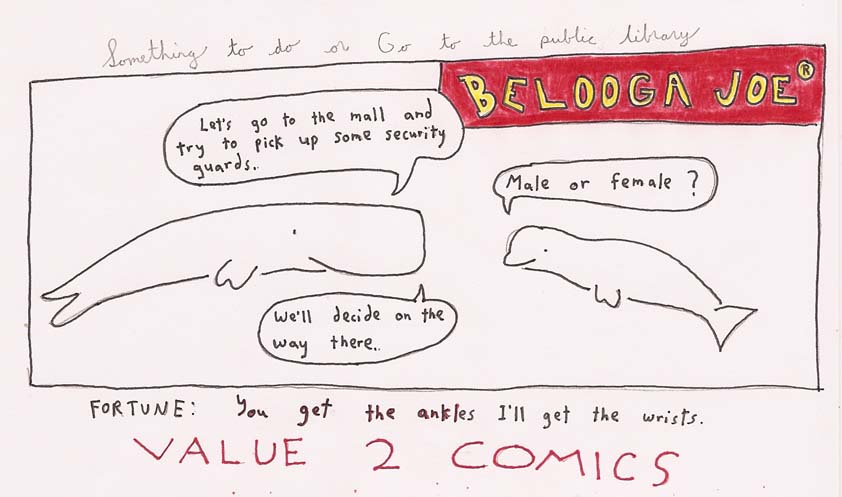 Something to do or Go to the public library
BELOOGA JOE®
Let's go to the mall and
try to pick up some security
guards..
Male or female ?
We'll decide on the
way there..
FORTUNE: You get the ankles I'll get the wrists.
VALUE 2 COMICS